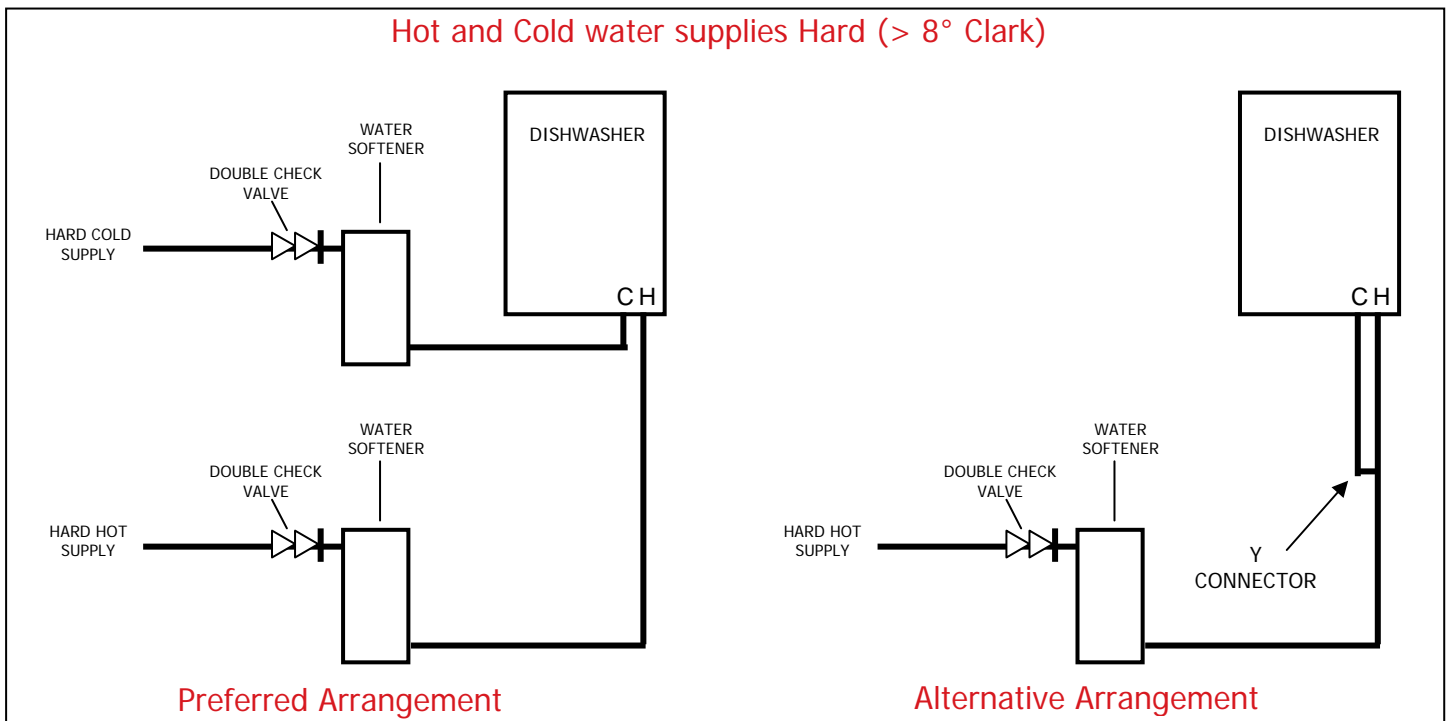 Hot and Cold water supplies Hard (> 8° Clark)
WATER
SOFTENER
DISHWASHER
DOUBLE CHECK
VALVE
HARD COLD
SUPPLY
C H
WATER
SOFTENER
DOUBLE CHECK
VALVE
HARD HOT
SUPPLY
Preferred Arrangement
DISHWASHER
C H
WATER
SOFTENER
DOUBLE CHECK
VALVE
HARD HOT
SUPPLY
Y
CONNECTOR
Alternative Arrangement